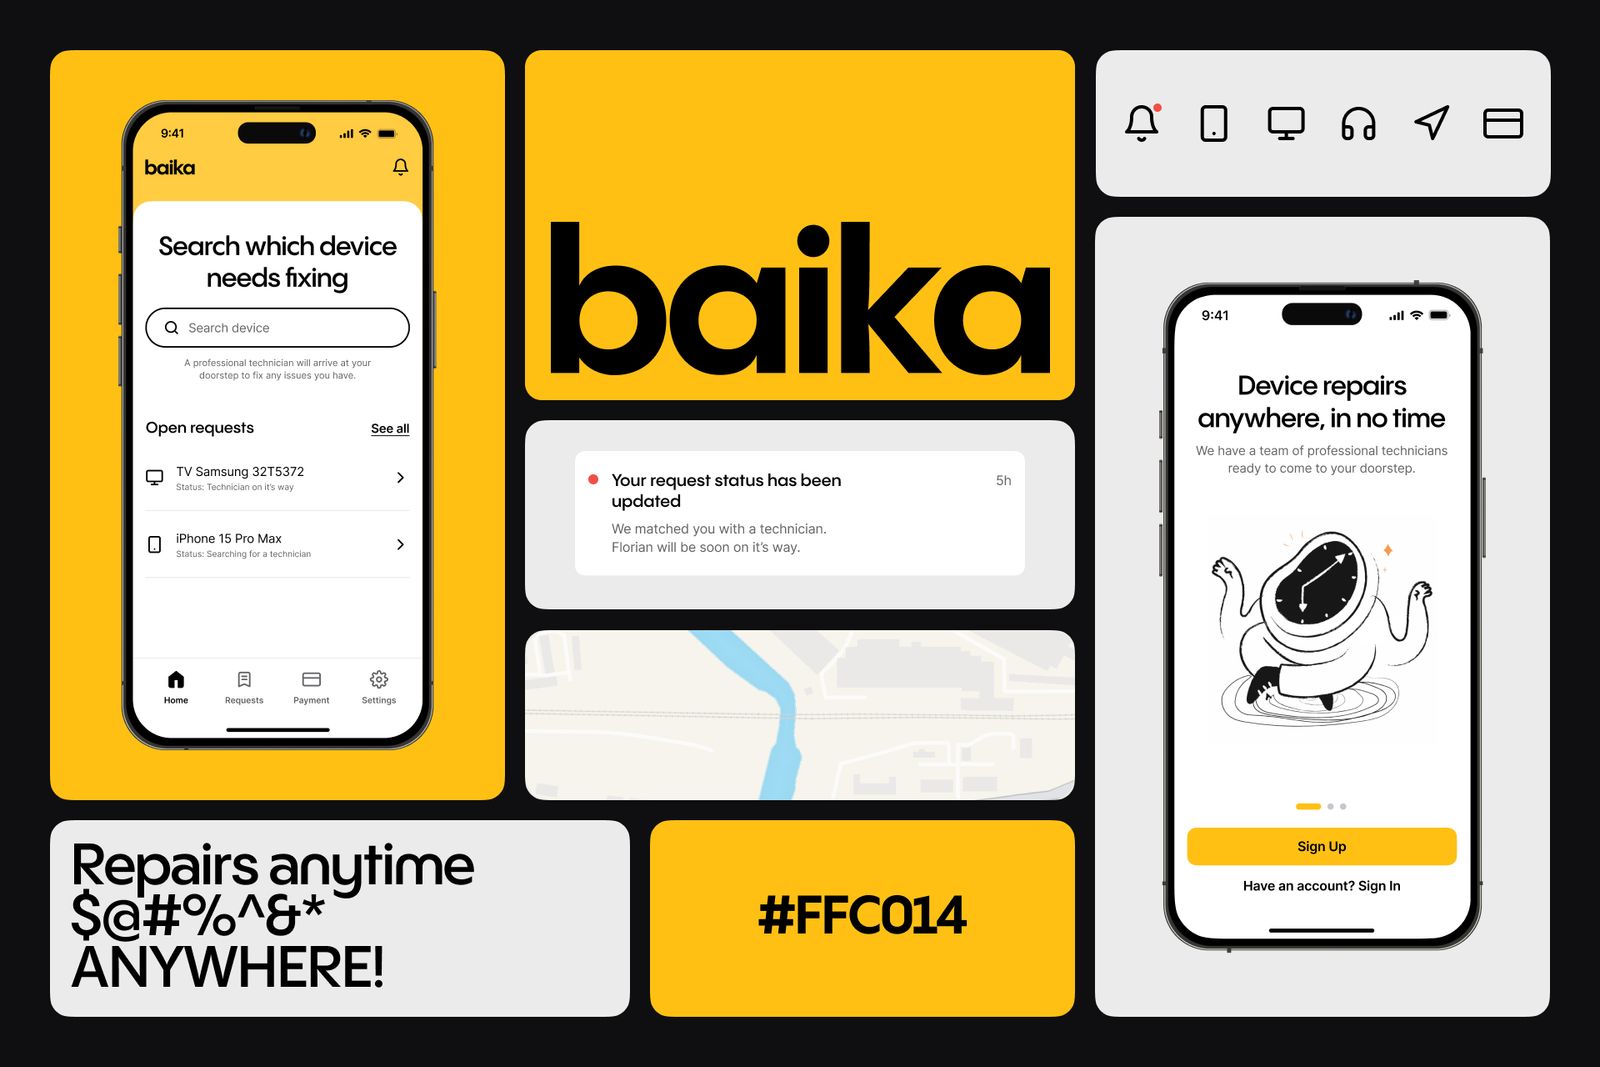 9:41
baika
Search which device
needs fixing
Search device
A professional technician will arrive at your
doorstep to fix any issues you have.
Open requests
See all
TV Samsung 32T5372
Status: Technician on it's way
iPhone 15 Pro Max
Status: Searching for a technician
Home
Requests
Payment
Settings
baika
Your request status has been
updated
5h
We matched you with a technician.
Florian will be soon on it's way.
9:41
Device repairs
anywhere, in no time
We have a team of professional technicians
ready to come to your doorstep.
Sign Up
Have an account? Sign In
Repairs anytime
$@#%^&*
ANYWHERE!
#FFC014